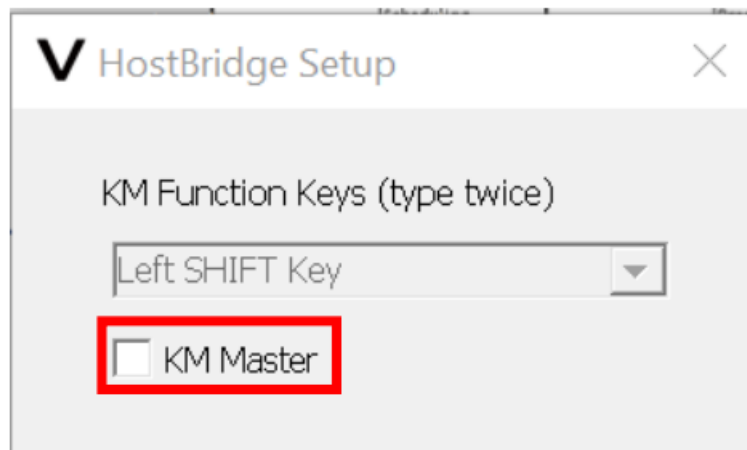 V HostBridge Setup
KM Function Keys (type twice)
Left SHIFT Key
KM Master